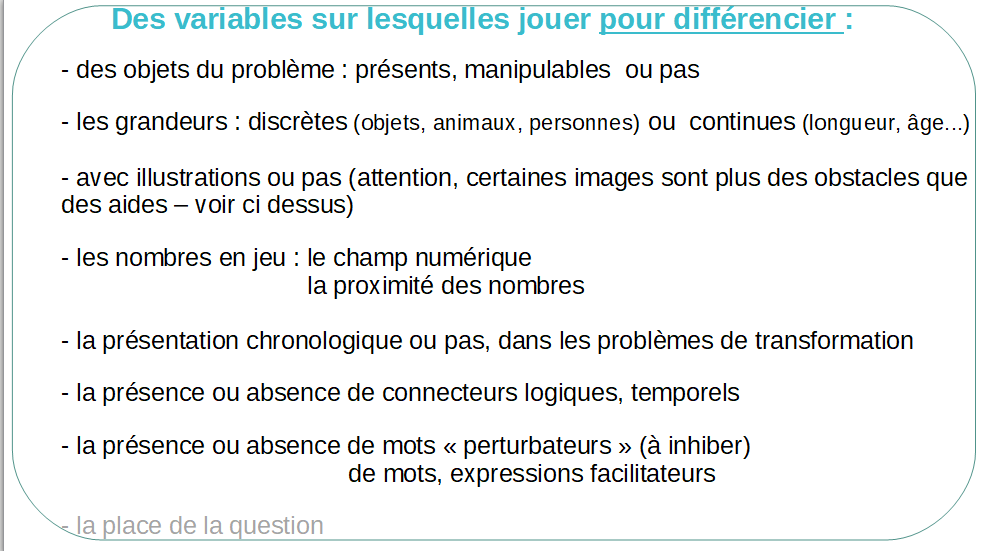 Des variables sur lesquelles jouer pour différencier :
- des objets du problème : présents, manipulables ou pas
- les grandeurs : discrètes (objets, animaux, personnes) ou continues (longueur, âge...)
- avec illustrations ou pas (attention, certaines images sont plus des obstacles que
des aides – voir ci dessus)
- les nombres en jeu : le champ numérique
la proximité des nombres
- la présentation chronologique ou pas, dans les problèmes de transformation
- la présence ou absence de connecteurs logiques, temporels
- la présence ou absence de mots « perturbateurs » (à inhiber)
de mots, expressions facilitateurs
- la place de la question